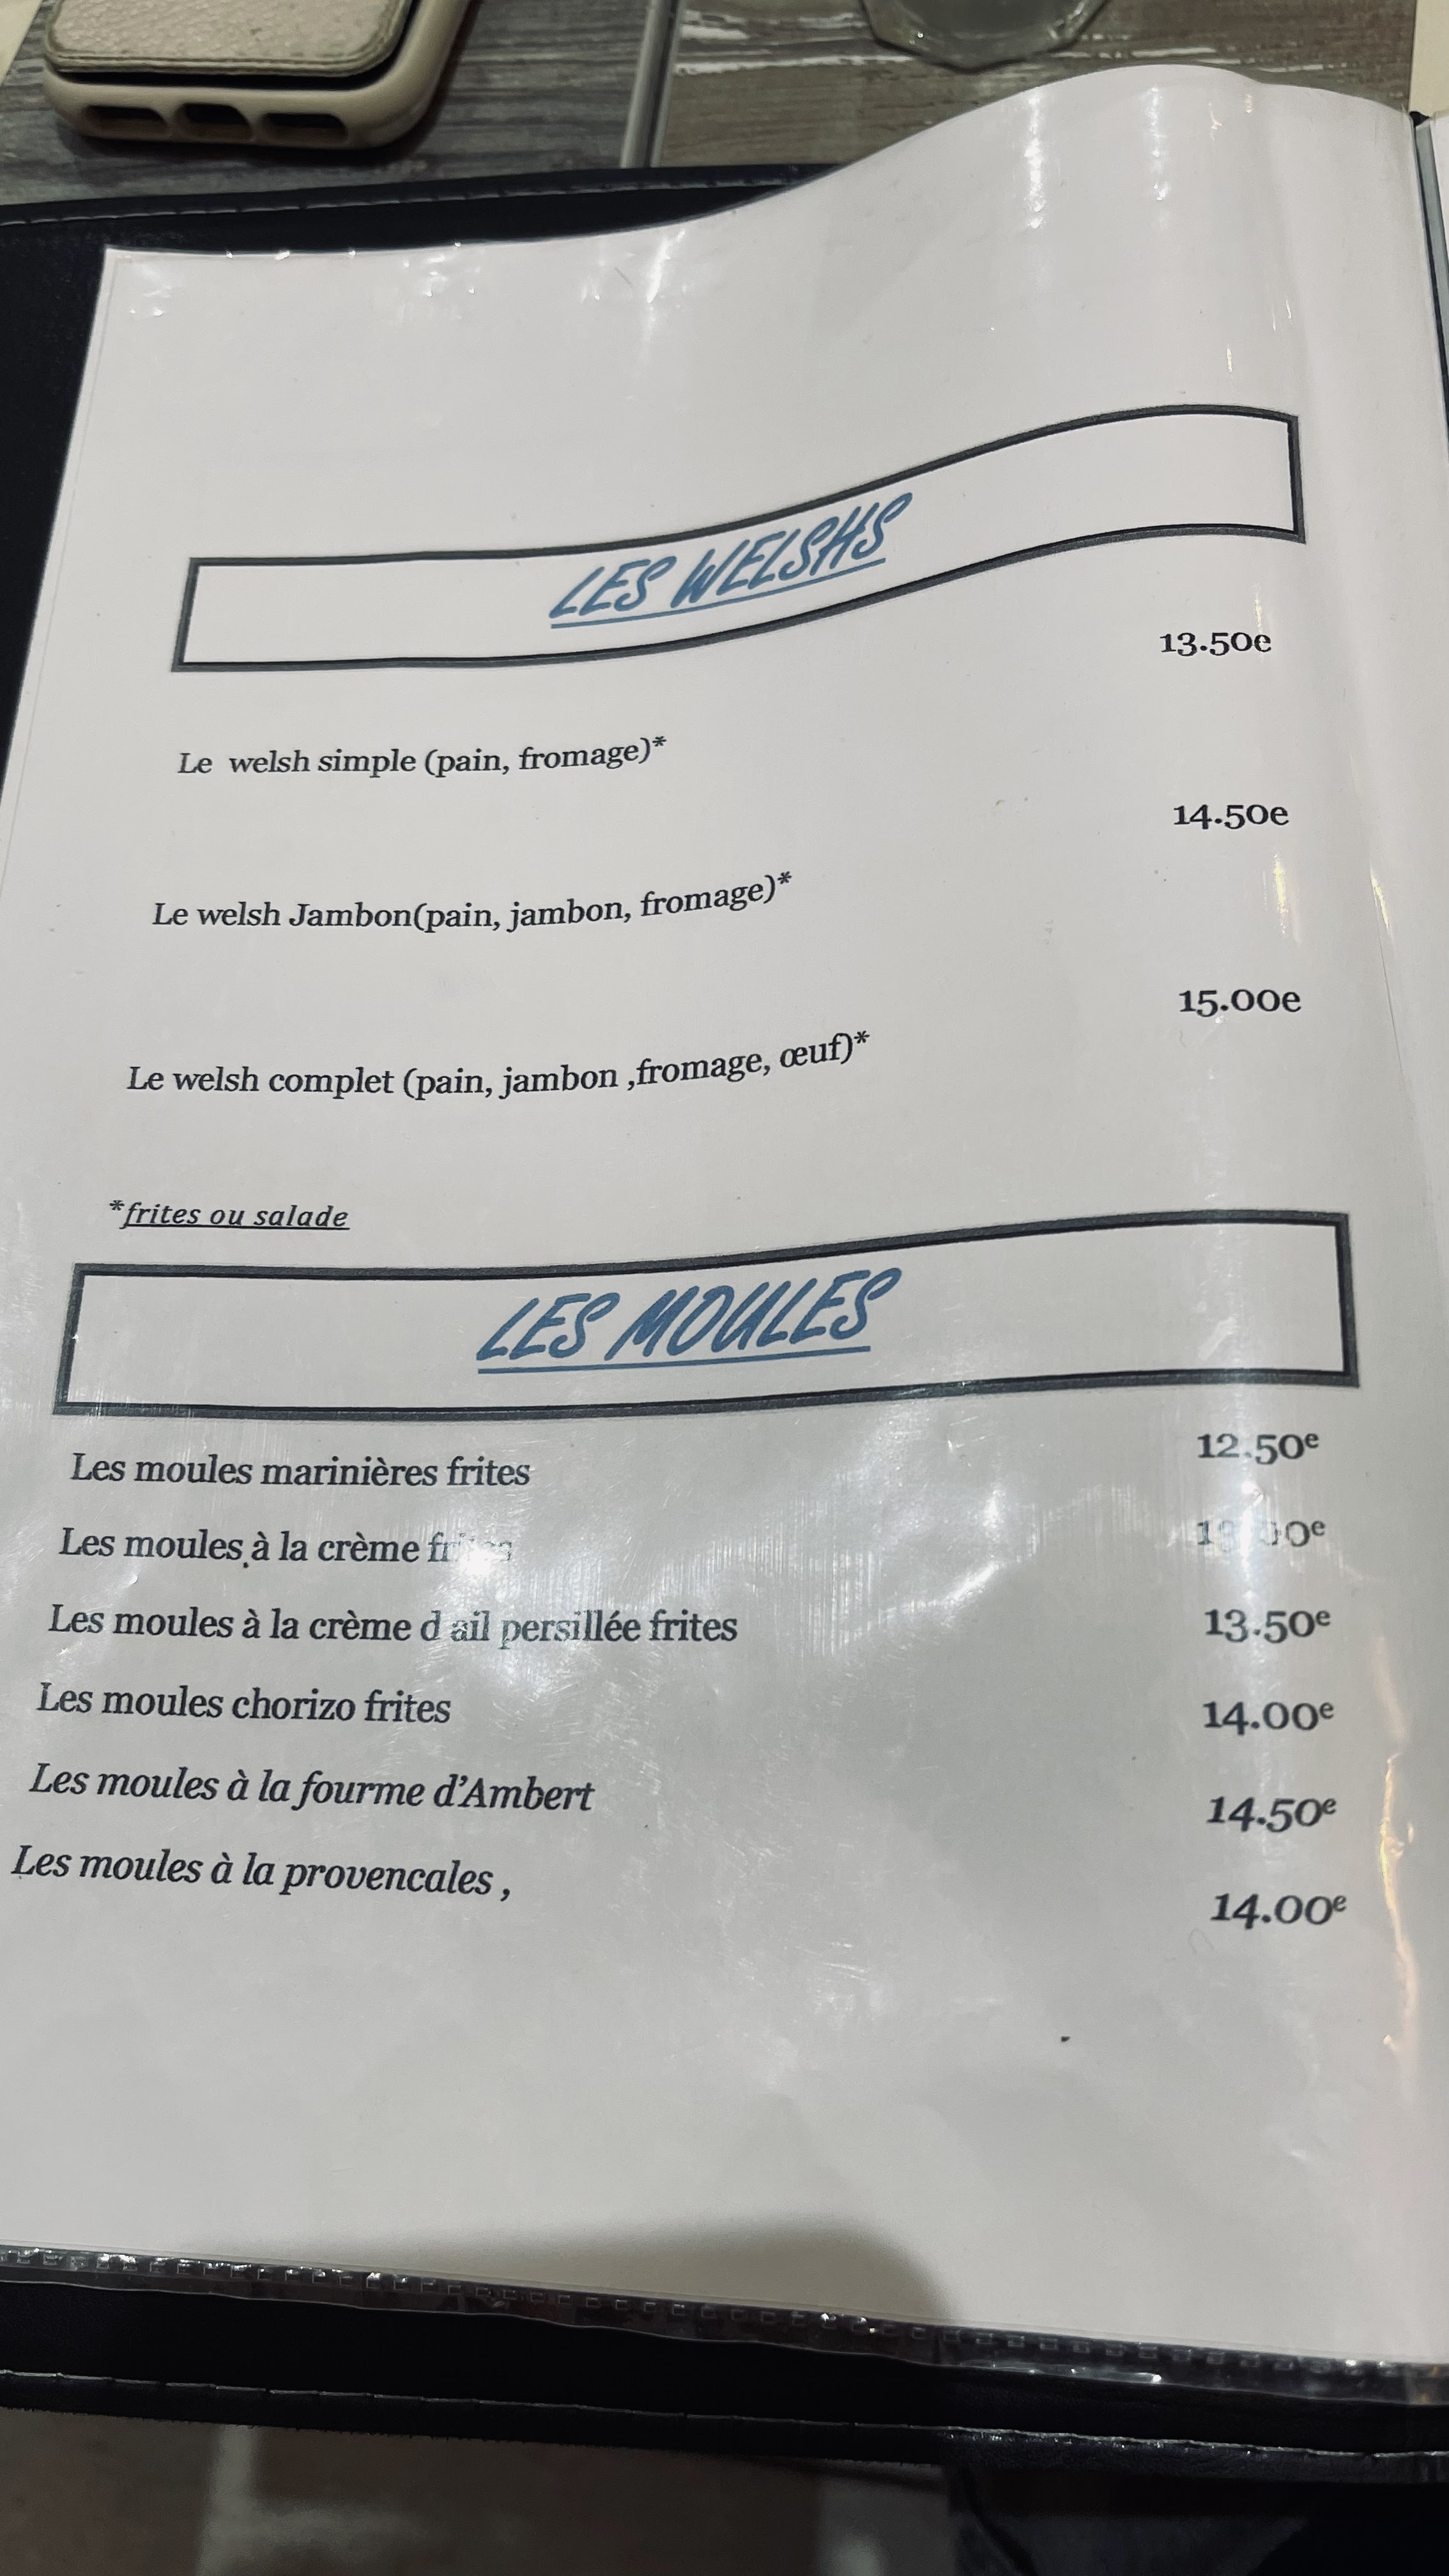 LES WELSHS
13.50e
Le welsh simple (pain, fromage)*
14.50e
Le welsh Jambon(pain, jambon, fromage)*
15.00e
Le welsh complet (pain, jambon ,fromage, œuf)*
*frites ou salade
LES MOULES
Les moules marinières frites 12.50e
Les moules à la crème
Les moules à la crème d ail persillée frites 13.50e
Les moules chorizo frites 14.00e
Les moules à la fourme d’Ambert 14.50e
Les moules à la provencales , 14.00e